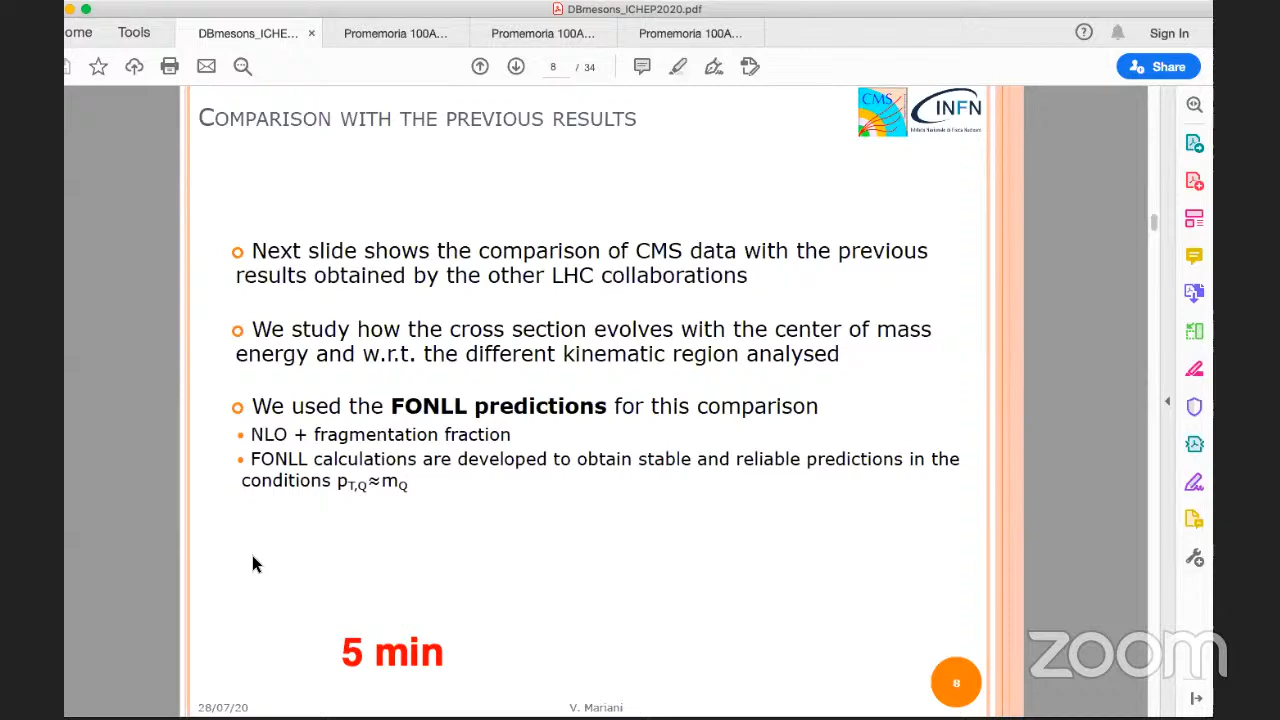 DBmesons_ICHEP2020.pdf
ome Tools DBmesons_ICHE... × Promemoria 100A... Promemoria 100A... Promemoria 100A... ? Sign In
8 / 34 Share
COMPARISON WITH THE PREVIOUS RESULTS
CMS INFN
Next slide shows the comparison of CMS data with the previous
results obtained by the other LHC collaborations
We study how the cross section evolves with the center of mass
energy and w.r.t. the different kinematic region analysed
We used the FONLL predictions for this comparison
NLO + fragmentation fraction
FONLL calculations are developed to obtain stable and reliable predictions in the
conditions pT,Q≈mQ
5 min
8
28/07/20 V. Mariani
zoom